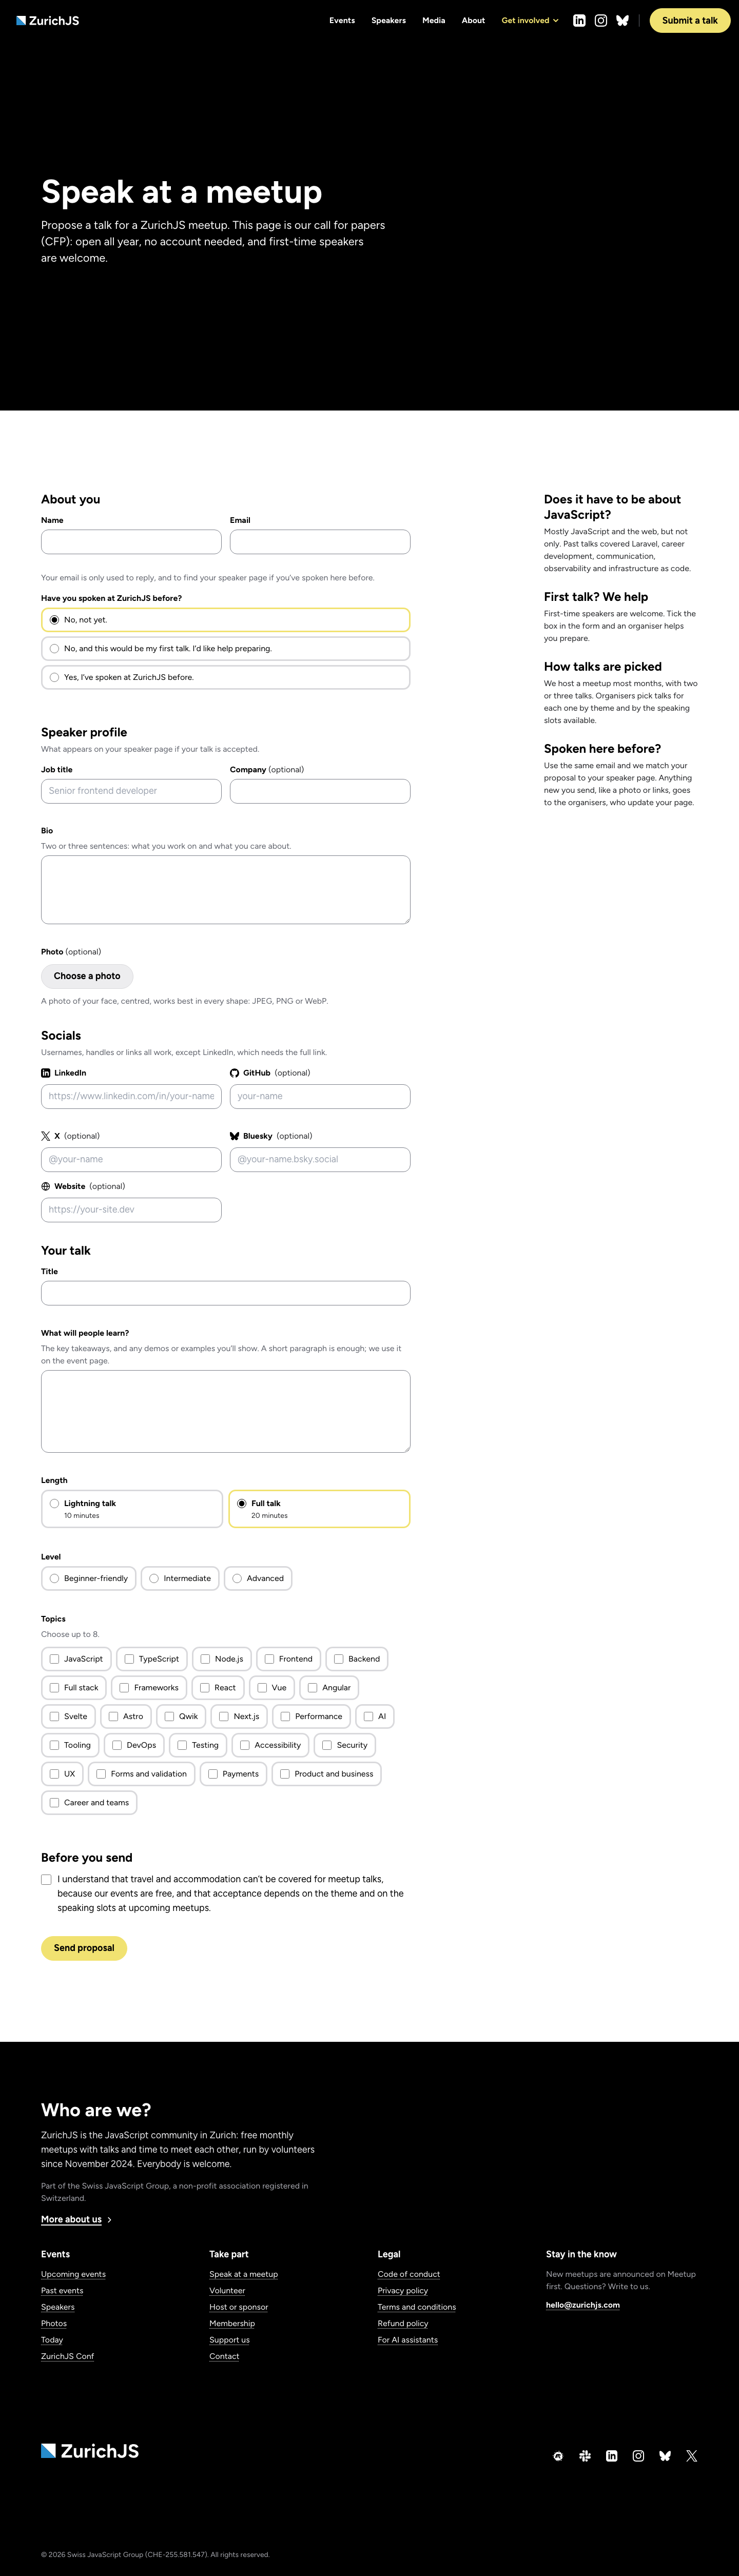 ZurichJS
Events Speakers Media About Get involved Submit a talk
Speak at a meetup
Propose a talk for a ZurichJS meetup. This page is our call for papers
(CFP): open all year, no account needed, and first-time speakers
are welcome.
About you
Name
Email
Your email is only used to reply, and to find your speaker page if you've spoken here before.
Have you spoken at ZurichJS before?
No, not yet.
No, and this would be my first talk. I'd like help preparing.
Yes, I've spoken at ZurichJS before.
Speaker profile
What appears on your speaker page if your talk is accepted.
Job title
Company (optional)
Senior frontend developer
Bio
Two or three sentences: what you work on and what you care about.
Photo (optional)
Choose a photo
A photo of your face, centred, works best in every shape: JPEG, PNG or WebP.
Socials
Usernames, handles or links all work, except LinkedIn, which needs the full link.
LinkedIn
GitHub (optional)
https://www.linkedin.com/in/your-name
your-name
X (optional)
Bluesky (optional)
@your-name
@your-name.bsky.social
Website (optional)
https://your-site.dev
Your talk
Title
What will people learn?
The key takeaways, and any demos or examples you'll show. A short paragraph is enough; we use it
on the event page.
Length
Lightning talk
10 minutes
Full talk
20 minutes
Level
Beginner-friendly Intermediate Advanced
Topics
Choose up to 8.
JavaScript TypeScript Node.js Frontend Backend
Full stack Frameworks React Vue Angular
Svelte Astro Qwik Next.js Performance AI
Tooling DevOps Testing Accessibility Security
UX Forms and validation Payments Product and business
Career and teams
Before you send
I understand that travel and accommodation can't be covered for meetup talks,
because our events are free, and that acceptance depends on the theme and on the
speaking slots at upcoming meetups.
Send proposal
Does it have to be about
JavaScript?
Mostly JavaScript and the web, but not
only. Past talks covered Laravel, career
development, communication,
observability and infrastructure as code.
First talk? We help
First-time speakers are welcome. Tick the
box in the form and an organiser helps
you prepare.
How talks are picked
We host a meetup most months, with two
or three talks. Organisers pick talks for
each one by theme and by the speaking
slots available.
Spoken here before?
Use the same email and we match your
proposal to your speaker page. Anything
new you send, like a photo or links, goes
to the organisers, who update your page.
Who are we?
ZurichJS is the JavaScript community in Zurich: free monthly
meetups with talks and time to meet each other, run by volunteers
since November 2024. Everybody is welcome.
Part of the Swiss JavaScript Group, a non-profit association registered in
Switzerland.
More about us
Events
Upcoming events
Past events
Speakers
Photos
Today
ZurichJS Conf
Take part
Speak at a meetup
Volunteer
Host or sponsor
Membership
Support us
Contact
Legal
Code of conduct
Privacy policy
Terms and conditions
Refund policy
For AI assistants
Stay in the know
New meetups are announced on Meetup
first. Questions? Write to us.
hello@zurichjs.com
ZurichJS
© 2026 Swiss JavaScript Group (CHE-255.581.547). All rights reserved.